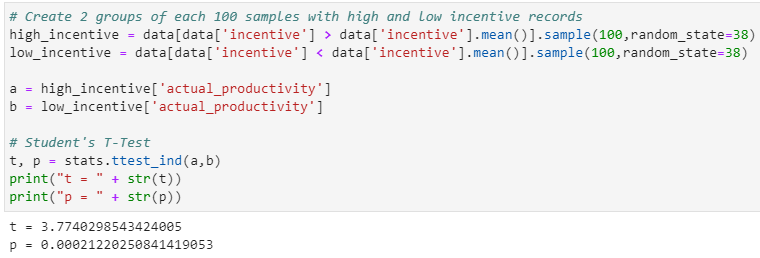 # Create 2 groups of each 100 samples with high and low incentive records
high_incentive = data[data['incentive'] > data['incentive'].mean()].sample(100,random_state=38)
low_incentive = data[data['incentive'] < data['incentive'].mean()].sample(100,random_state=38)
a = high_incentive['actual_productivity']
b = low_incentive['actual_productivity']
# Student's T-Test
t, p = stats.ttest_ind(a,b)
print("t = " + str(t))
print("p = " + str(p))
t = 3.7740298543424005
p = 0.00021220250841419053